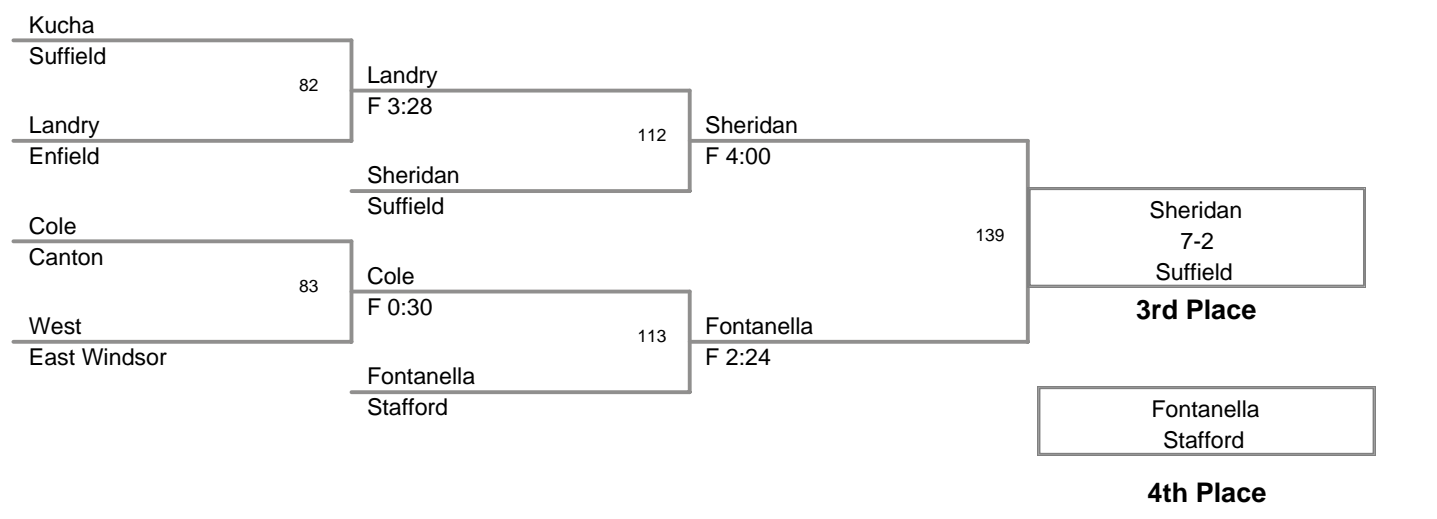 Kucha
Suffield
82
Landry
F 3:28
Landry
Enfield
112
Sheridan
F 4:00
Sheridan
Suffield
Cole
Canton
83
Cole
F 0:30
West
East Windsor
113
Fontanella
F 2:24
Fontanella
Stafford
139
Sheridan
7-2
Suffield
3rd Place
Fontanella
Stafford
4th Place